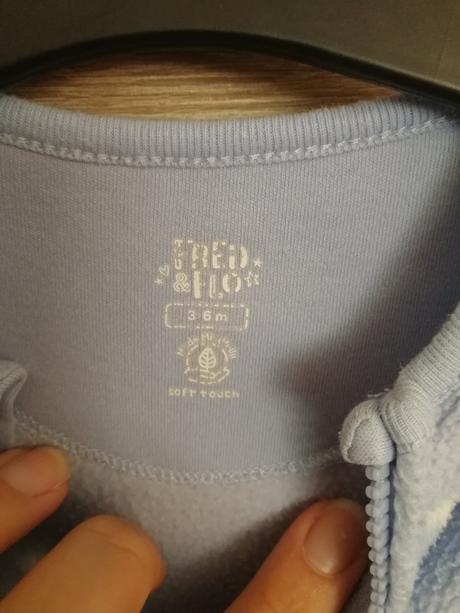 FRED
& FLO
3-6m
soft touch